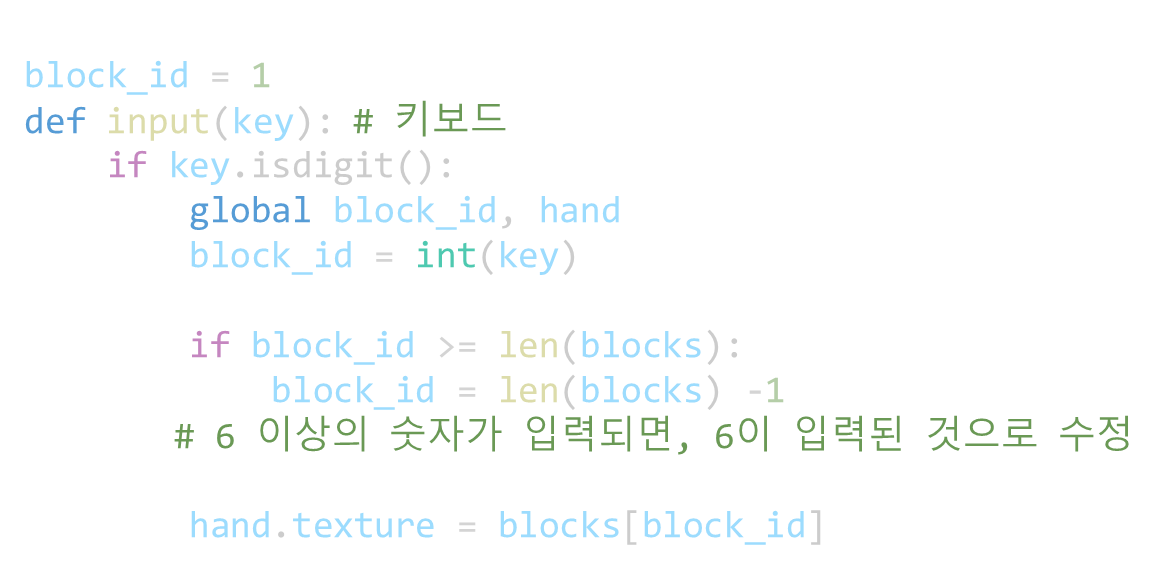 block_id = 1
def input(key): # 키보드
    if key.isdigit():
        global block_id, hand
        block_id = int(key)

        if block_id >= len(blocks):
            block_id = len(blocks) -1
       # 6 이상의 숫자가 입력되면, 6이 입력된 것으로 수정

        hand.texture = blocks[block_id]